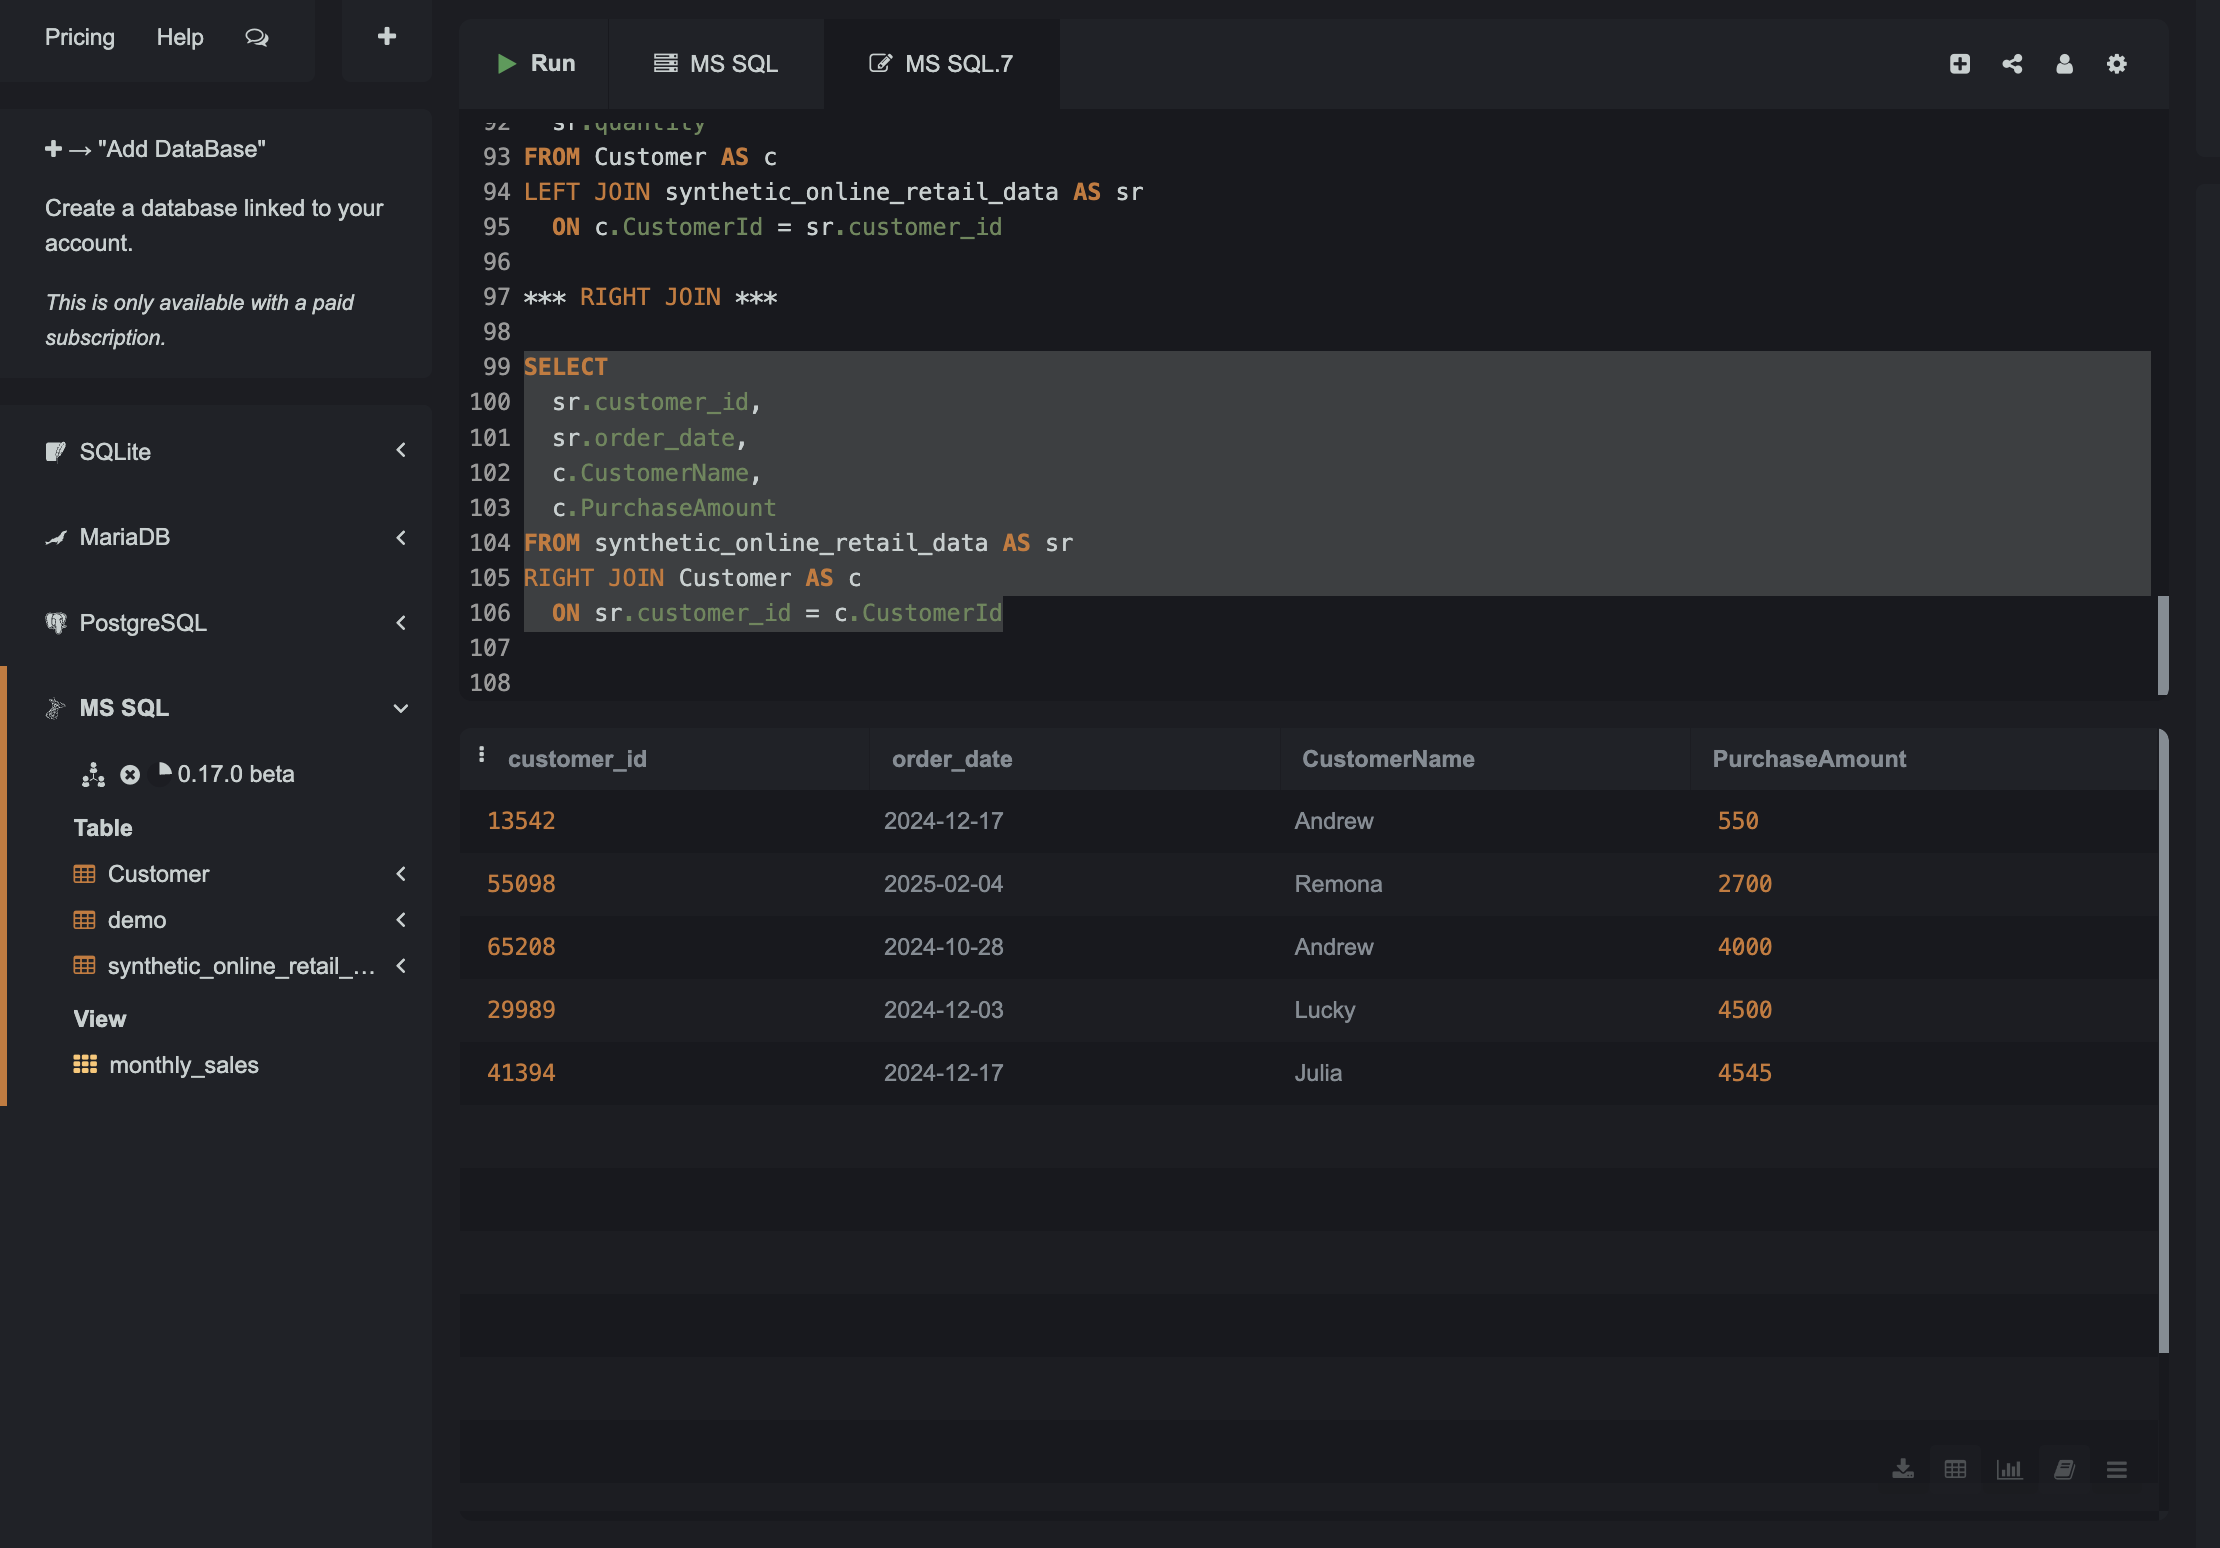 Pricing Help
Run MS SQL MS SQL.7
"Add DataBase"
Create a database linked to your
account.
This is only available with a paid
subscription.
SQLite
MariaDB
PostgreSQL
MS SQL
0.17.0 beta
Table
Customer
demo
synthetic_online_retail_...
View
monthly_sales
92 sr.quantity
93 FROM Customer AS c
94 LEFT JOIN synthetic_online_retail_data AS sr
95 ON c.CustomerId = sr.customer_id
96
97 *** RIGHT JOIN ***
98
99 SELECT
100 sr.customer_id,
101 sr.order_date,
102 c.CustomerName,
103 c.PurchaseAmount
104 FROM synthetic_online_retail_data AS sr
105 RIGHT JOIN Customer AS c
106 ON sr.customer_id = c.CustomerId
107
108
customer_id order_date CustomerName PurchaseAmount
13542 2024-12-17 Andrew 550
55098 2025-02-04 Remona 2700
65208 2024-10-28 Andrew 4000
29989 2024-12-03 Lucky 4500
41394 2024-12-17 Julia 4545